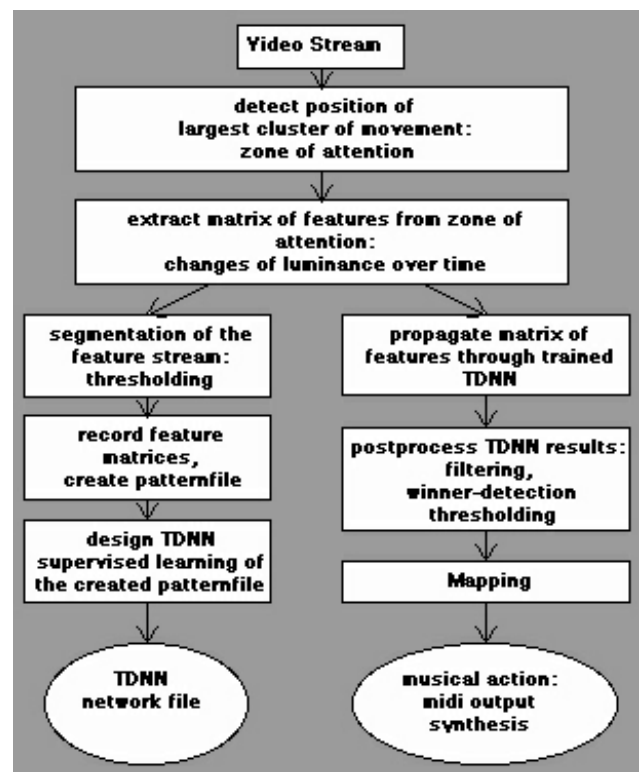 Video Stream
detect position of
largest cluster of movement:
zone of attention
extract matrix of features from zone of
attention:
changes of luminance over time
segmentation of the
feature stream:
thresholding
record feature
matrices,
create patternfile
design TDNN
supervised learning of
the created patternfile
TDNN
network file
propagate matrix of
features through trained
TDNN
postprocess TDNN results:
filtering,
winner-detection
thresholding
Mapping
musical action:
midi output
synthesis